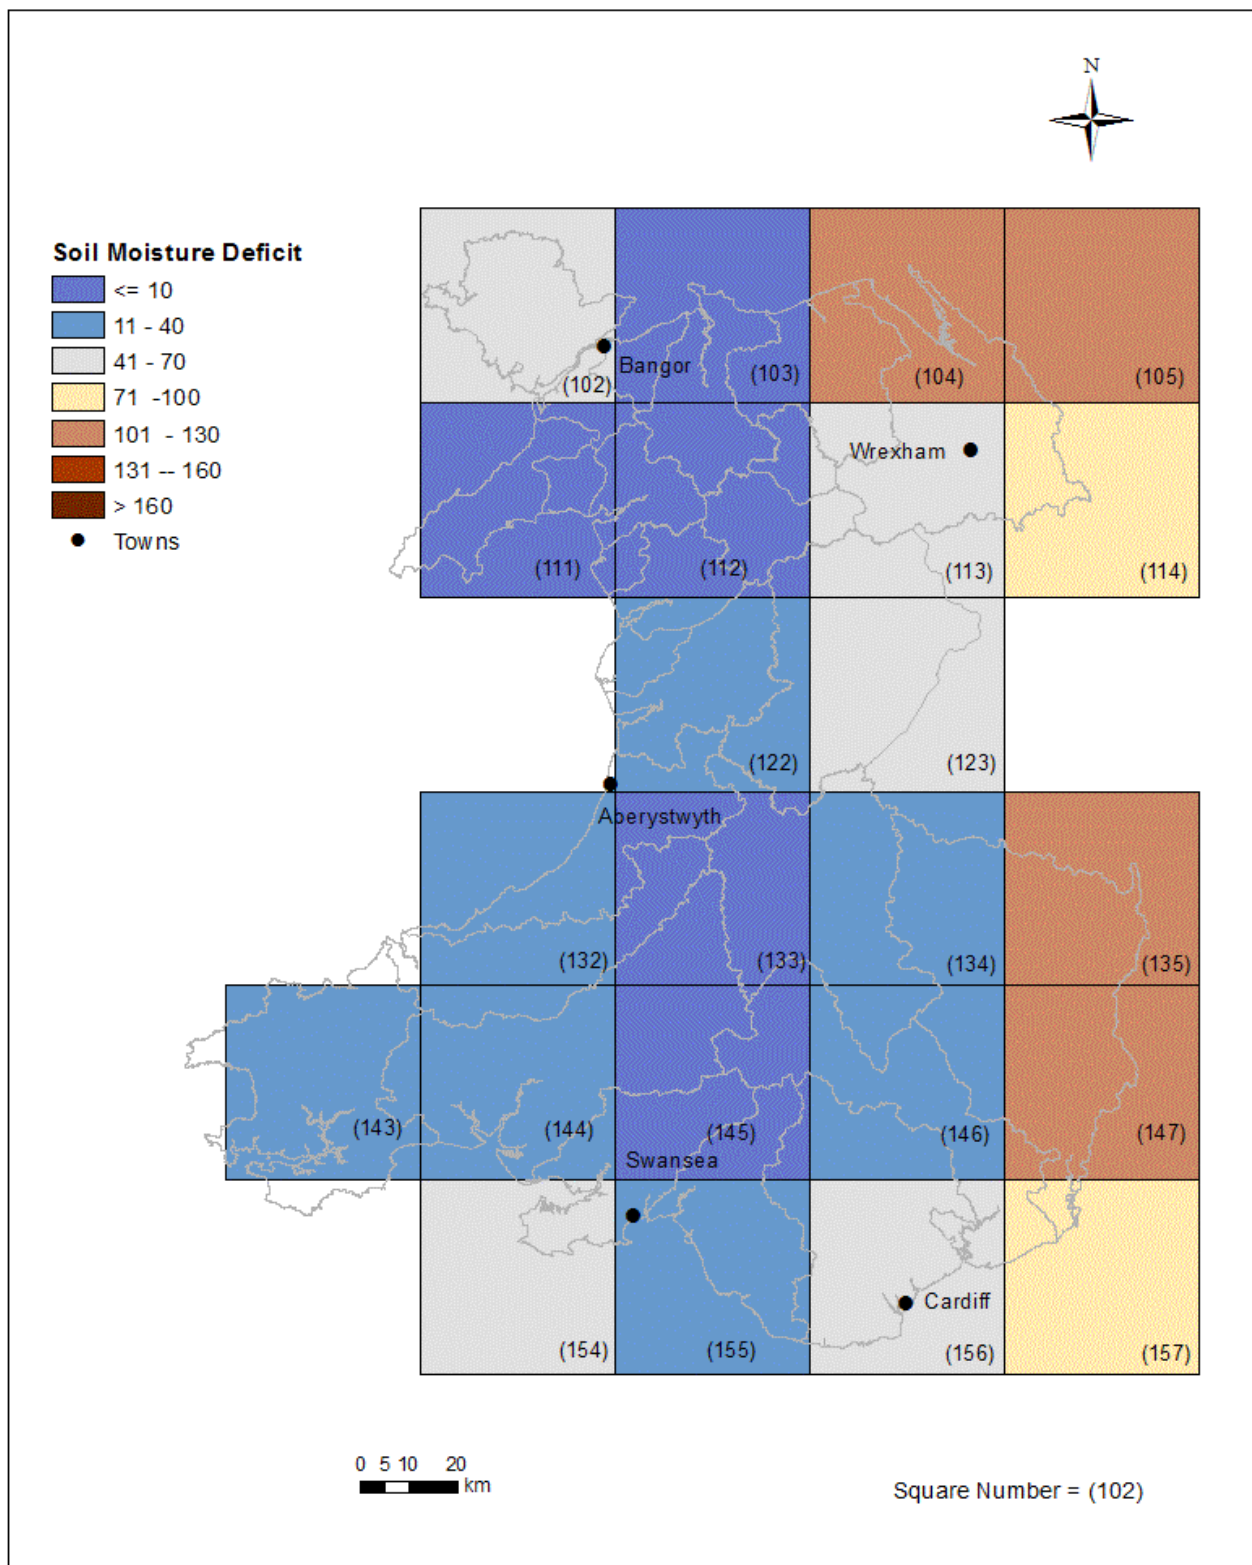 N
Soil Moisture Deficit
<= 10
11 - 40
41 - 70
71 -100
101 - 130
131 -- 160
> 160
Towns
Bangor
(102)
(103)
(104)
(105)
Wrexham
(111)
(112)
(113)
(114)
(122)
(123)
Aberystwyth
(132)
(133)
(134)
(135)
(143)
(144)
(145)
(146)
(147)
Swansea
Cardiff
(154)
(155)
(156)
(157)
0 5 10 20
km
Square Number = (102)